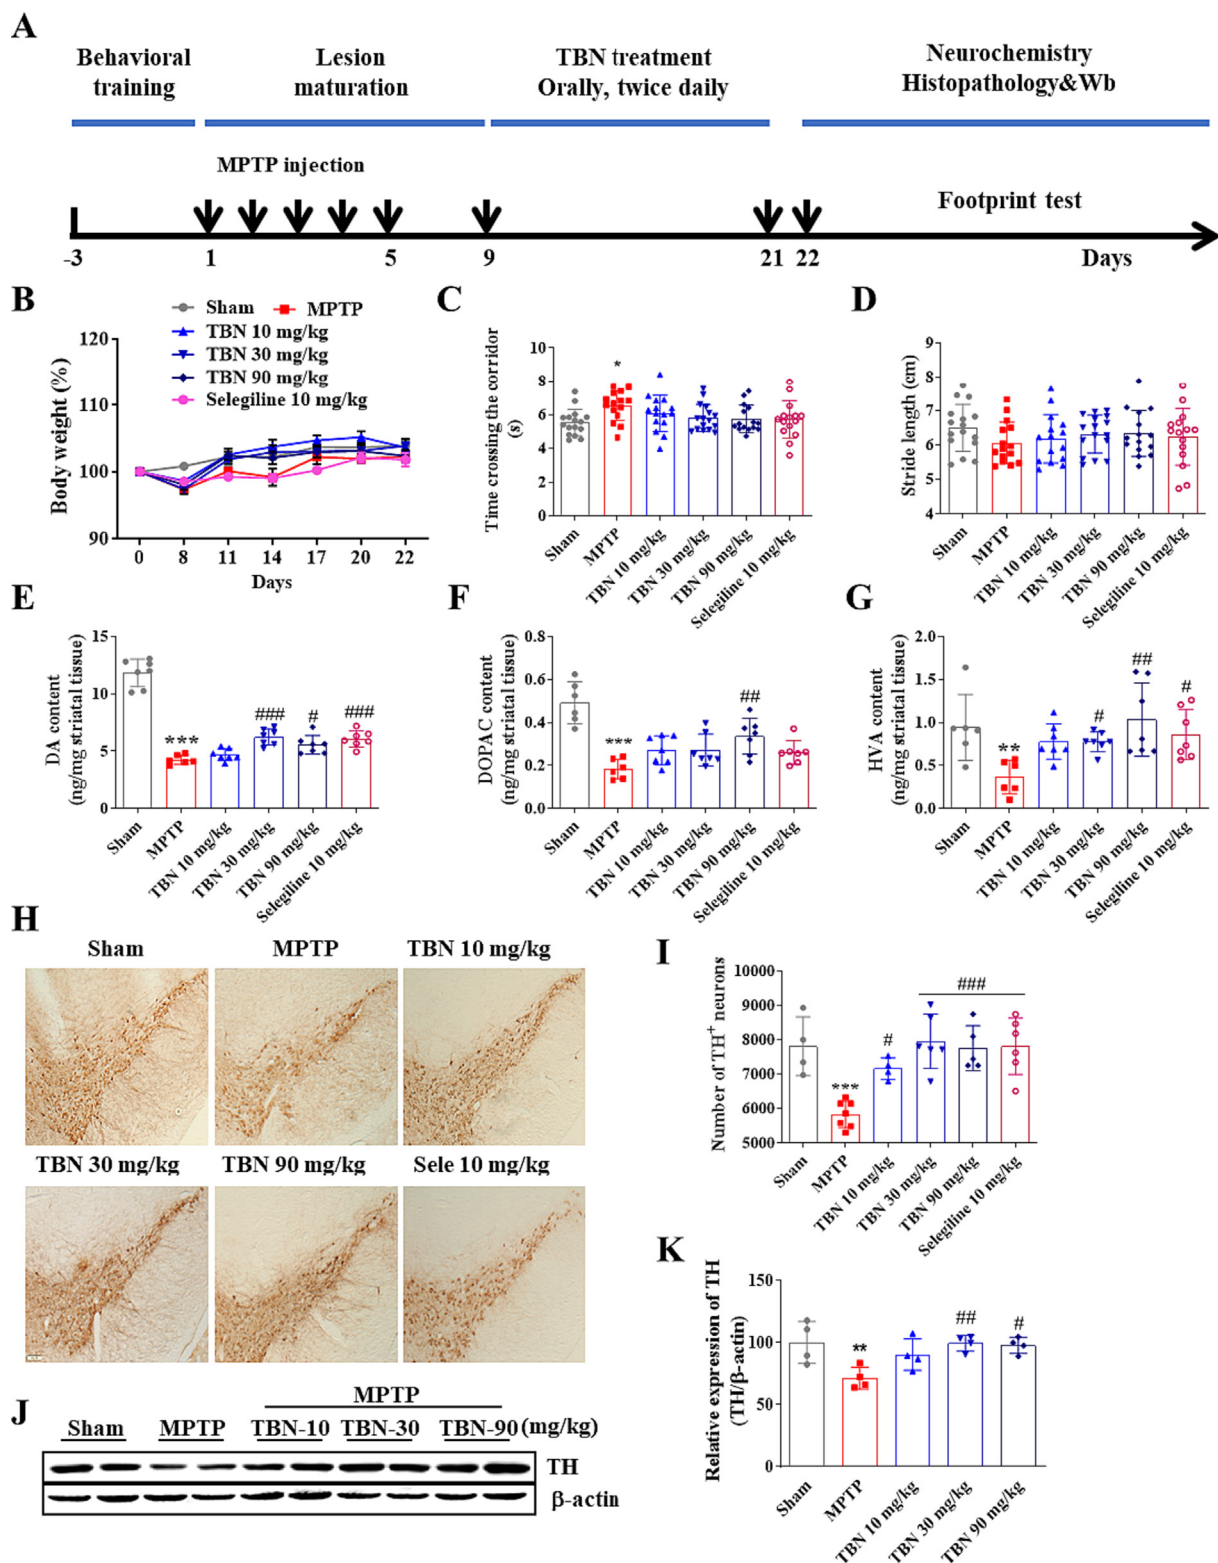 A
Behavioral
training
Lesion
maturation
TBN treatment
Orally, twice daily
Neurochemistry
Histopathology&Wb
MPTP injection
Footprint test
-3
1
5
9
21
22
Days
B
Sham
MPTP
TBN 10 mg/kg
TBN 30 mg/kg
TBN 90 mg/kg
Selegiline 10 mg/kg
Body weight (%)
120
110
100
90
0
8
11
14
17
20
22
Days
C
Time crossing the corridor
(s)
10
8
6
4
2
0
*
Sham
MPTP
TBN 10 mg/kg
TBN 30 mg/kg
TBN 90 mg/kg
Selegiline 10 mg/kg
D
Stride length (cm)
9
8
7
6
5
4
Sham
MPTP
TBN 10 mg/kg
TBN 30 mg/kg
TBN 90 mg/kg
Selegiline 10 mg/kg
E
DA content
(ng/mg striatal tissue)
15
10
5
0
***
###
#
###
Sham
MPTP
TBN 10 mg/kg
TBN 30 mg/kg
TBN 90 mg/kg
Selegiline 10 mg/kg
F
DOPAC content
(ng/mg striatal tissue)
0.8
0.6
0.4
0.2
0.0
***
##
Sham
MPTP
TBN 10 mg/kg
TBN 30 mg/kg
TBN 90 mg/kg
Selegiline 10 mg/kg
G
HVA content
(ng/mg striatal tissue)
2.0
1.5
1.0
0.5
0.0
**
#
##
#
Sham
MPTP
TBN 10 mg/kg
TBN 30 mg/kg
TBN 90 mg/kg
Selegiline 10 mg/kg
H
Sham
MPTP
TBN 10 mg/kg
TBN 30 mg/kg
TBN 90 mg/kg
Sele 10 mg/kg
I
Number of TH⁺ neurons
10000
9000
8000
7000
6000
5000
***
#
###
Sham
MPTP
TBN 10 mg/kg
TBN 30 mg/kg
TBN 90 mg/kg
Selegiline 10 mg/kg
J
MPTP
Sham
MPTP
TBN-10
TBN-30
TBN-90
(mg/kg)
TH
β-actin
K
Relative expression of TH
(TH/β-actin)
150
100
50
0
**
##
#
Sham
MPTP
TBN 10 mg/kg
TBN 30 mg/kg
TBN 90 mg/kg